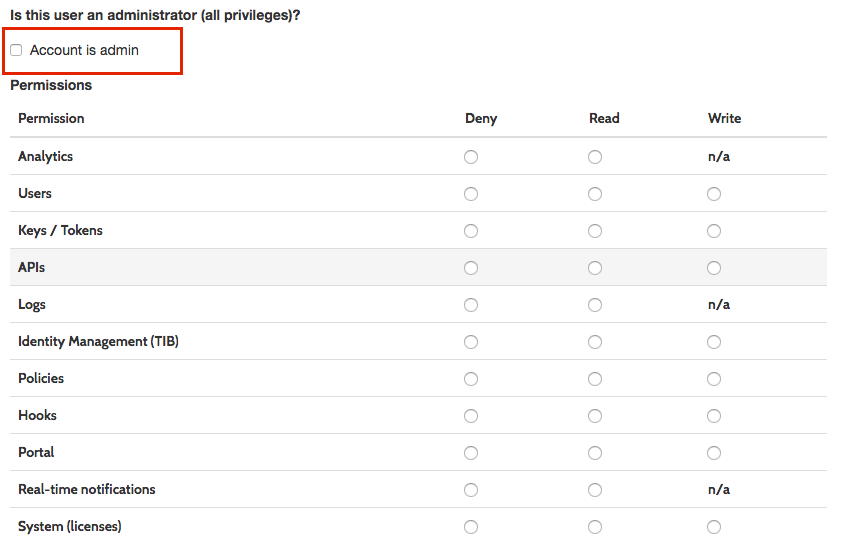 Is this user an administrator (all privileges)?
Account is admin
Permissions
Permission Deny Read Write
Analytics n/a
Users
Keys / Tokens
APIs
Logs n/a
Identity Management (TIB)
Policies
Hooks
Portal
Real-time notifications n/a
System (licenses)